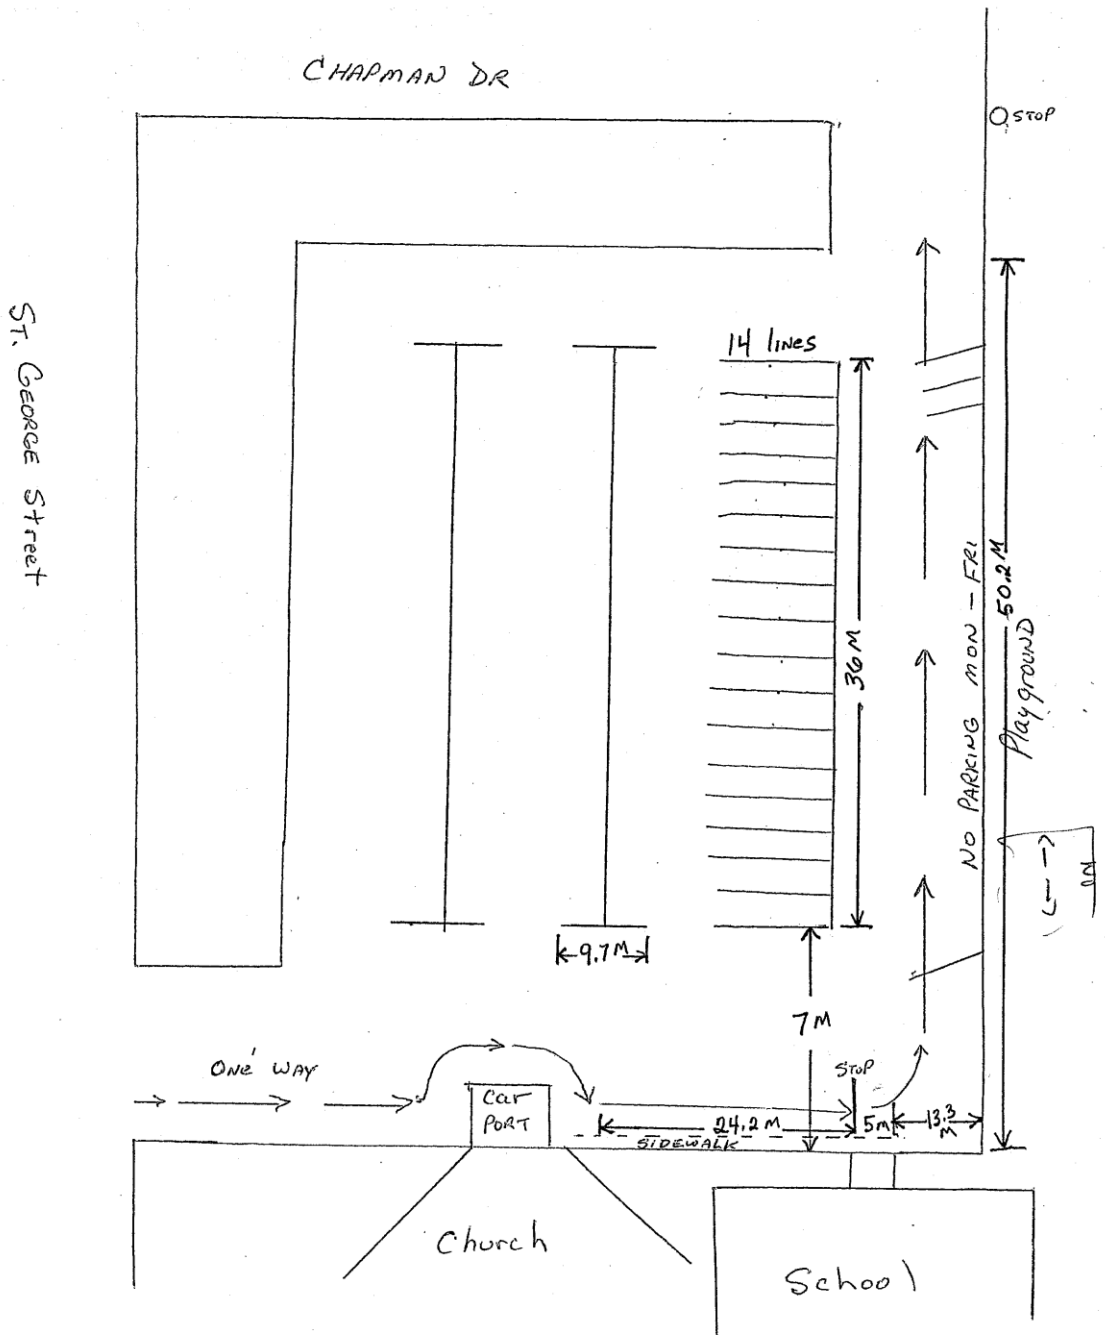 CHAPMAN DR
STOP
ST. GEORGE Street
14 lines
36 M
50.2 M
NO PARKING MON - FRI
Playground
IN
9.7 M
7 M
ONE WAY
STOP
Car
PORT
24.2 M
5 m
13.3
M
SIDEWALK
Church
School